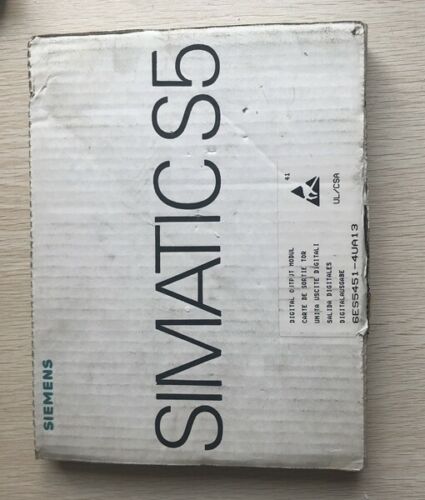 SIEMENS
SIMATIC S5
DIGITAL OUTPUT MODUL
CARTE DE SORTIE TOR
UNITA USCITE DIGITALI
SALIDA DIGITALES
DIGITALAUSGABE
6ES5451-4UA13
41
UL/CSA